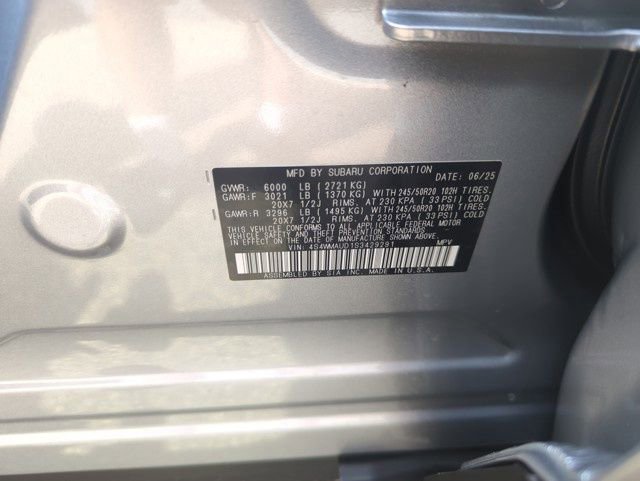 MFD BY SUBARU CORPORATION DATE: 06/25
GVWR: 6000 LB ( 2721 KG)
GAWR:F 3021 LB ( 1370 KG) WITH 245/50R20 102H TIRES.
20X7 1/2J RIMS. AT 230 KPA ( 33 PSI) COLD
GAWR:R 3296 LB ( 1495 KG) WITH 245/50R20 102H TIRES.
20X7 1/2J RIMS. AT 230 KPA ( 33 PSI) COLD
THIS VEHICLE CONFORMS TO ALL APPLICABLE FEDERAL MOTOR
VEHICLE SAFETY AND THEFT PREVENTION STANDARDS
IN EFFECT ON THE DATE OF MANUFACTURE SHOWN ABOVE.
VIN: 4S4WMAUD1S3429291 MPV
ASSEMBLED BY SIA INC. MADE IN U.S.A.